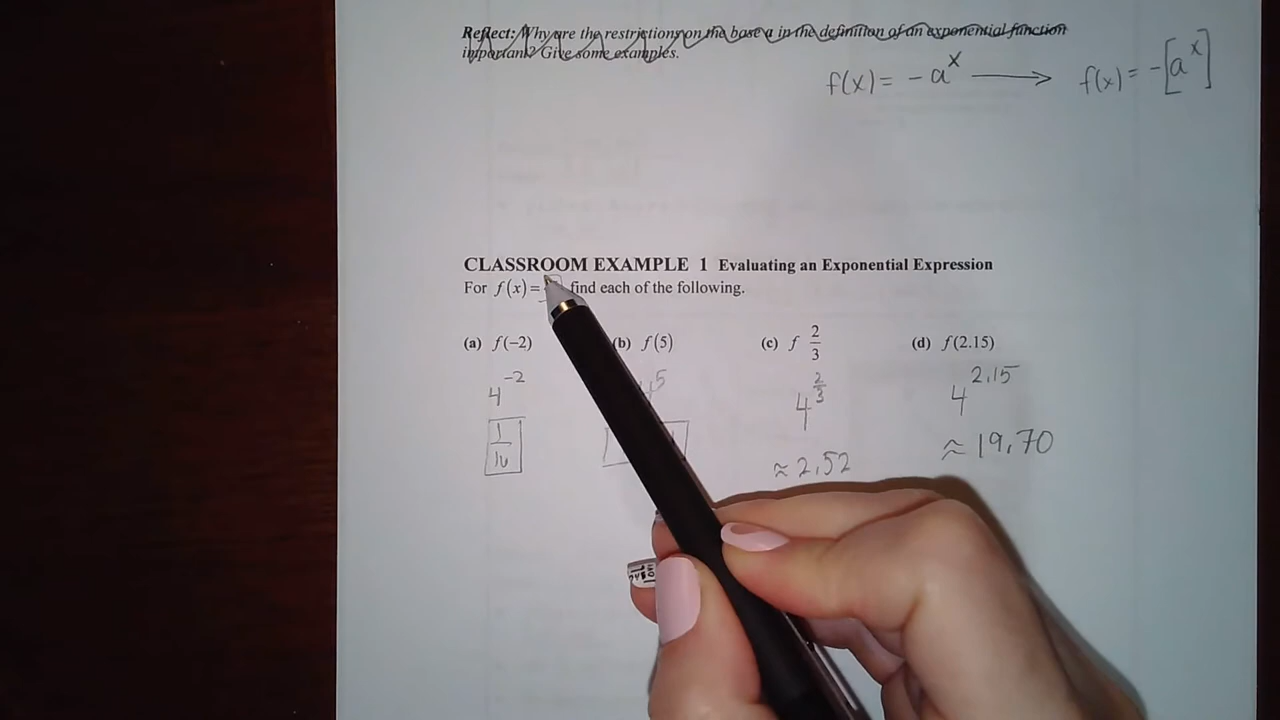 Reflect: Why are the restrictions on the base a in the definition of an exponential function
important? Give some examples.
f(x) = -a^x → f(x) = -[a^x]
CLASSROOM EXAMPLE 1 Evaluating an Exponential Expression
For f(x) = find each of the following.
(a) f(-2) (b) f(5) (c) f 2/3 (d) f(2.15)
4^-2 4^5 4^2/3 4^2.15
1/16 ≈ 2.52 ≈ 19.70